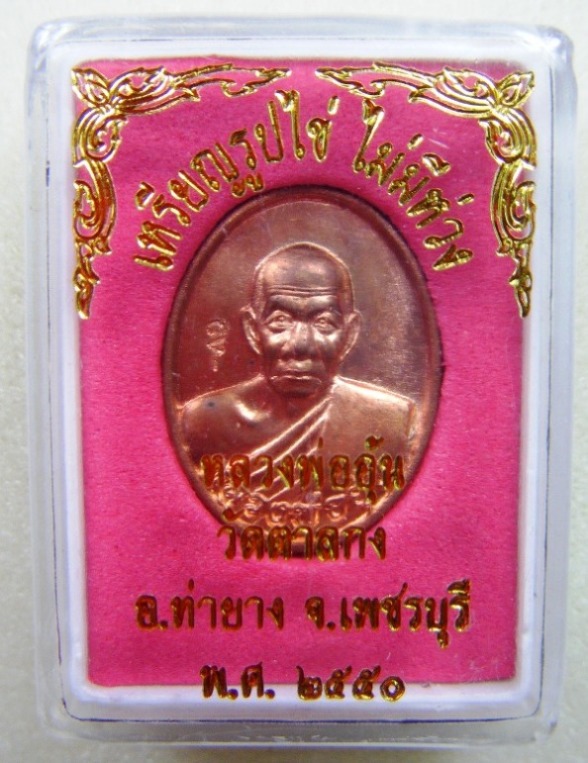 เหรียญรูปไข่ ไม่มีห่วง
หลวงพ่ออุ้น
วัดตาลกง
อ.ท่ายาง จ.เพชรบุรี
พ.ศ. ๒๕๕๐